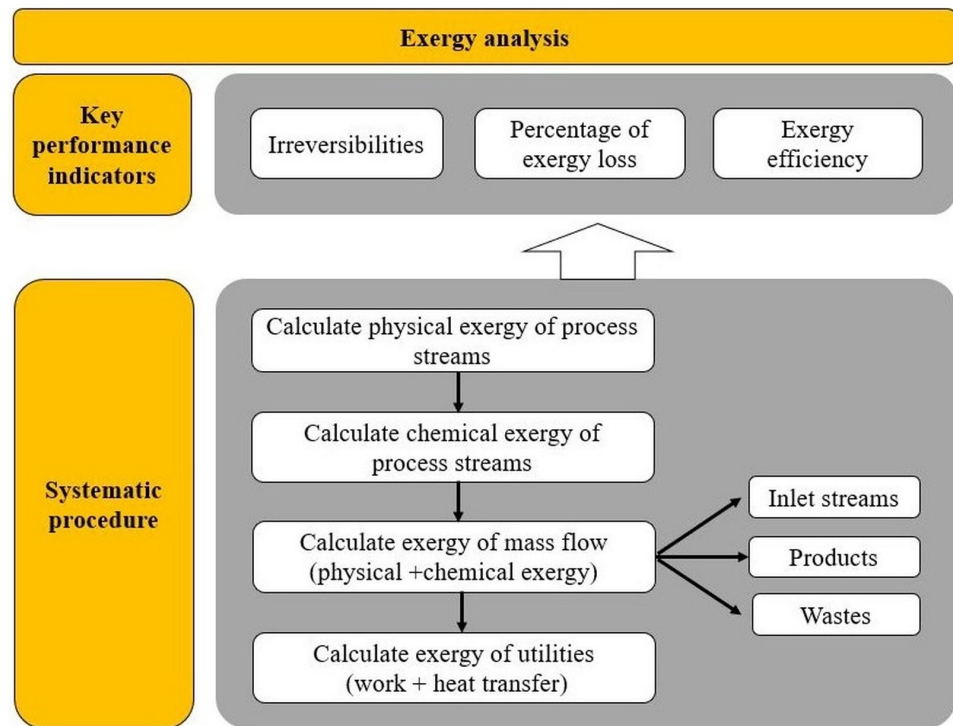 Exergy analysis
Key
performance
indicators
Irreversibilities
Percentage of
exergy loss
Exergy
efficiency
Systematic
procedure
Calculate physical exergy of process
streams
Calculate chemical exergy of
process streams
Calculate exergy of mass flow
(physical +chemical exergy)
Calculate exergy of utilities
(work + heat transfer)
Inlet streams
Products
Wastes